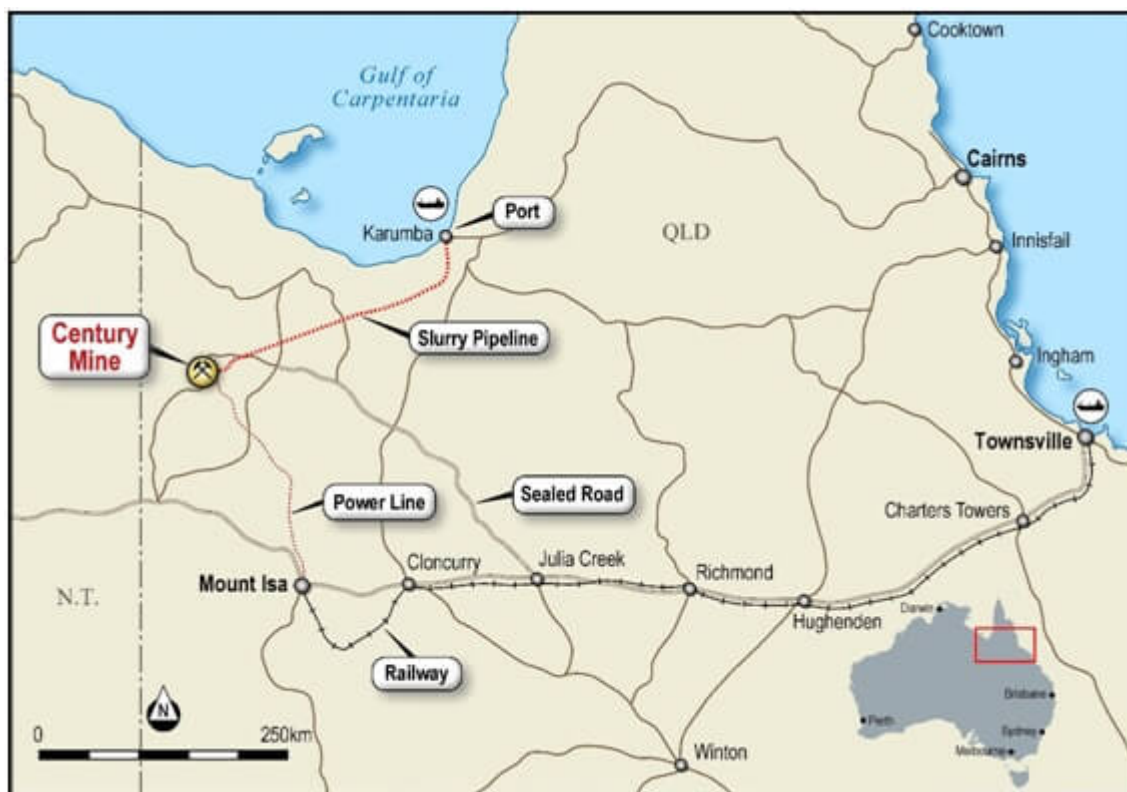 Cooktown
Gulf of
Carpentaria
Cairns
Port
Karumba
QLD
Innisfail
Century
Mine
Slurry Pipeline
Ingham
Townsville
Power Line
Sealed Road
Charters Towers
Cloncurry
Julia Creek
Richmond
Mount Isa
N.T.
Hughenden
Darwin
Railway
Brisbane
N
Perth
Sydney
0
250km
Winton
Melbourne